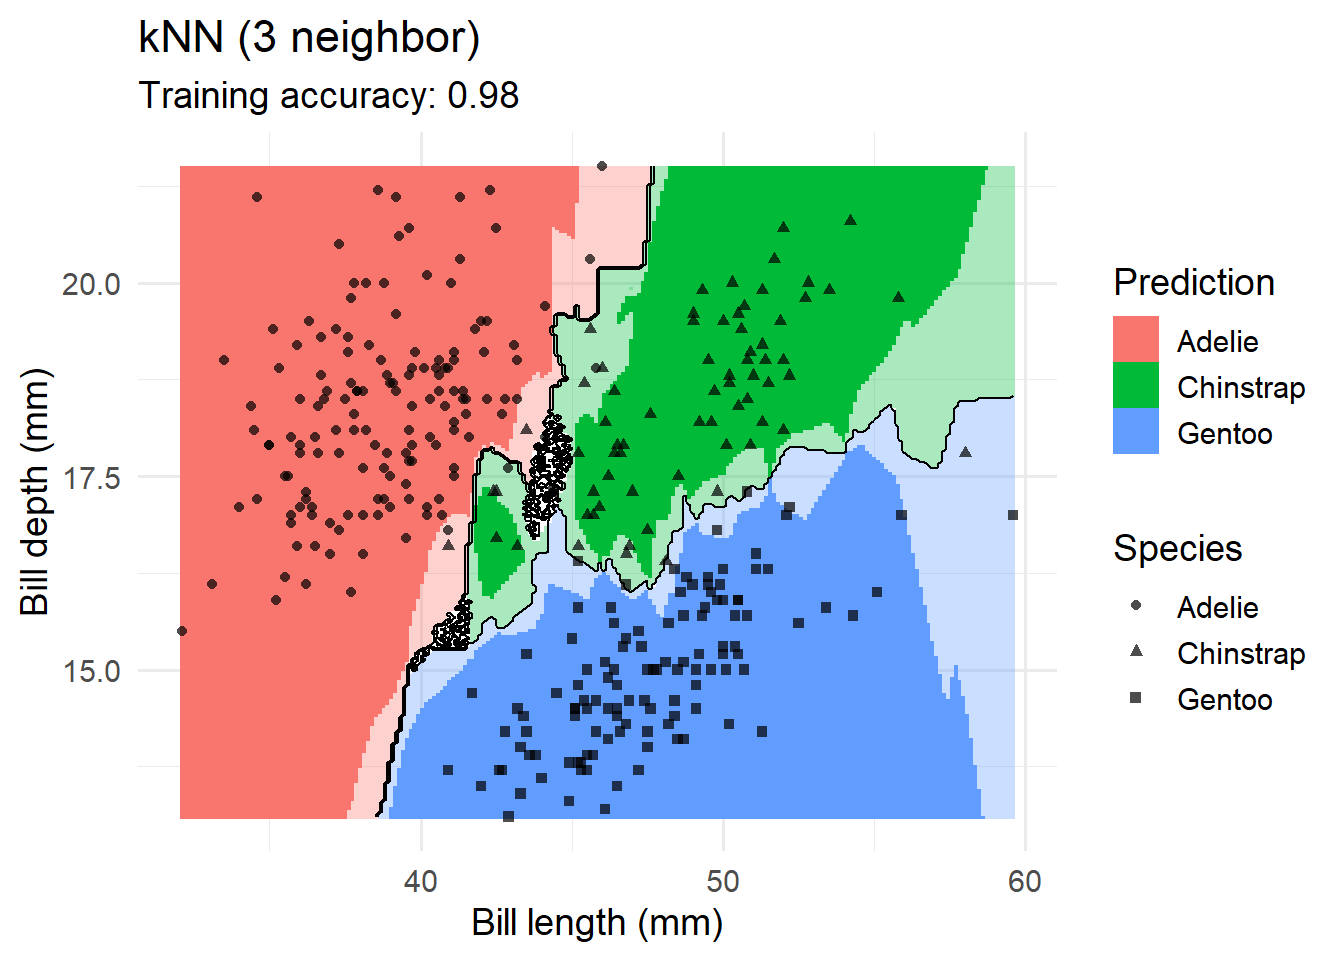 kNN (3 neighbor)
Training accuracy: 0.98
20.0
17.5
15.0
Bill depth (mm)
40 50 60
Bill length (mm)
Prediction
Adelie
Chinstrap
Gentoo
Species
Adelie
Chinstrap
Gentoo